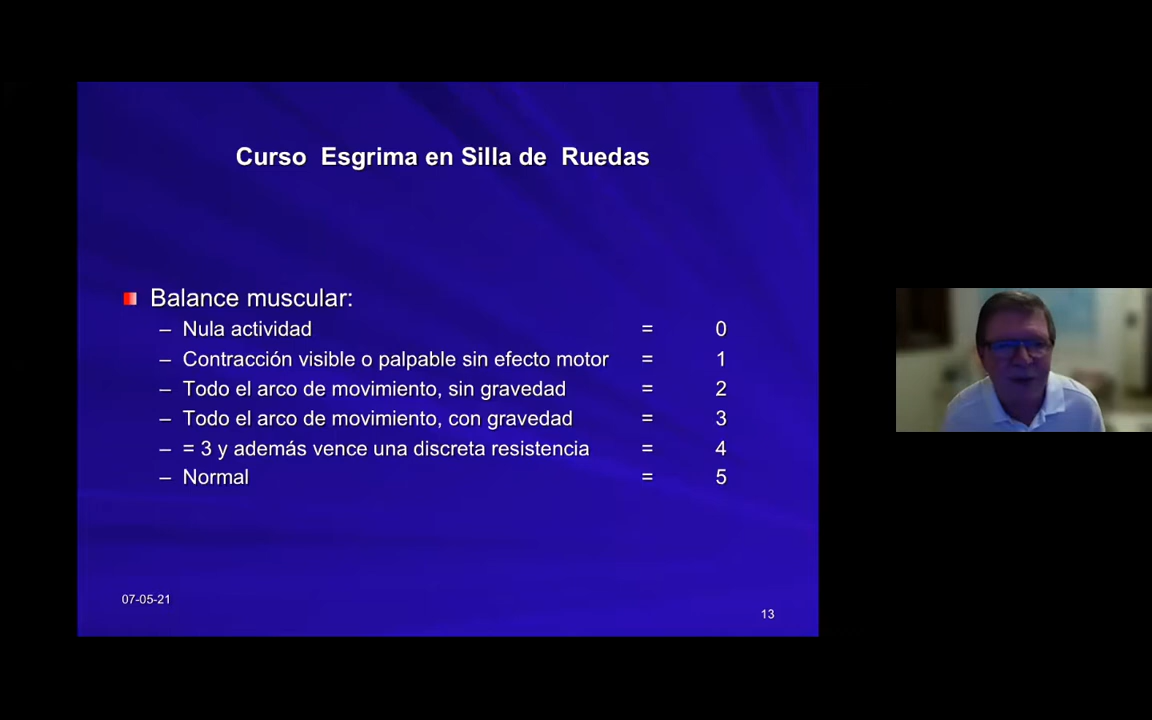 Curso Esgrima en Silla de Ruedas
Balance muscular:
– Nula actividad = 0
– Contracción visible o palpable sin efecto motor = 1
– Todo el arco de movimiento, sin gravedad = 2
– Todo el arco de movimiento, con gravedad = 3
– = 3 y además vence una discreta resistencia = 4
– Normal = 5
07-05-21
13